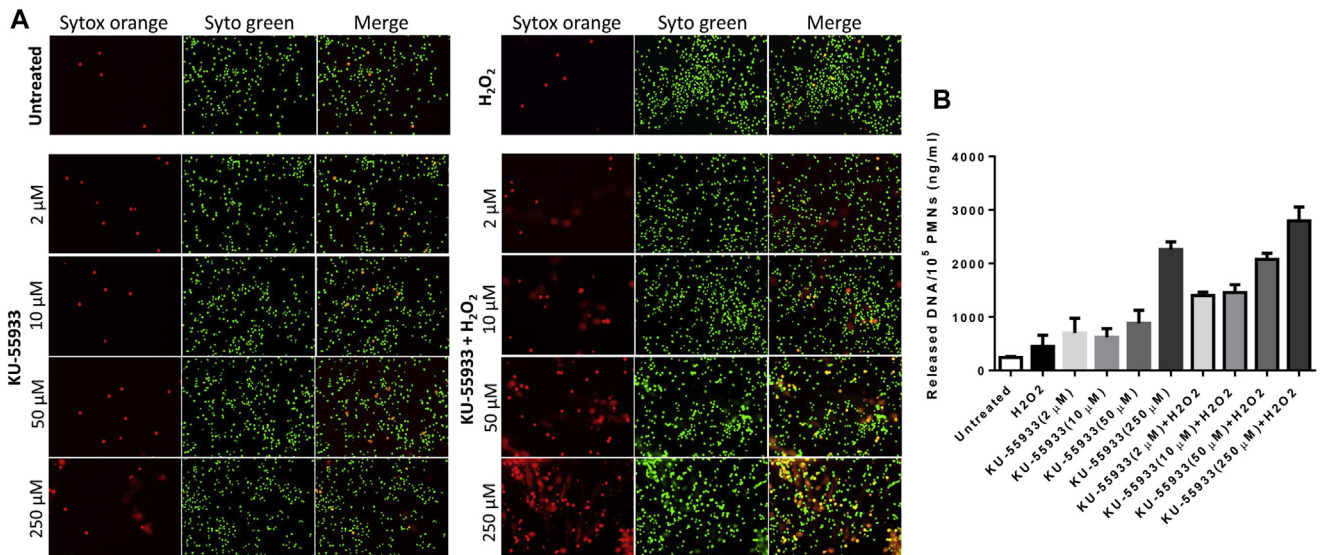 A
Sytox orange Syto green Merge
Sytox orange Syto green Merge
Untreated
H₂O₂
KU-55933
2 μM
10 μM
50 μM
250 μM
KU-55933 + H₂O₂
2 μM
10 μM
50 μM
250 μM
B
Released DNA/10⁵ PMNs (ng/ml)
4000
3000
2000
1000
0
Untreated
H2O2
KU-55933(2 μM)
KU-55933(10 μM)
KU-55933(50 μM)
KU-55933(250 μM)
KU-55933(2 μM)+H2O2
KU-55933(10 μM)+H2O2
KU-55933(50 μM)+H2O2
KU-55933(250 μM)+H2O2